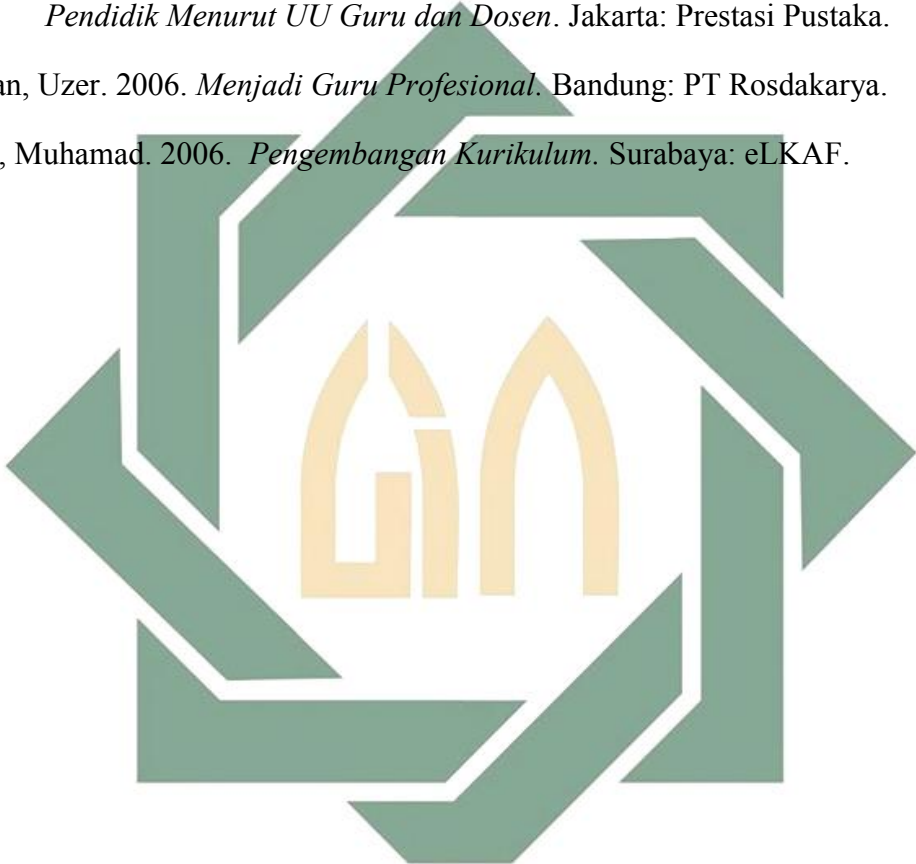 Pendidik Menurut UU Guru dan Dosen. Jakarta: Prestasi Pustaka.
an, Uzer. 2006. Menjadi Guru Profesional. Bandung: PT Rosdakarya.
, Muhamad. 2006. Pengembangan Kurikulum. Surabaya: eLKAF.
UIN